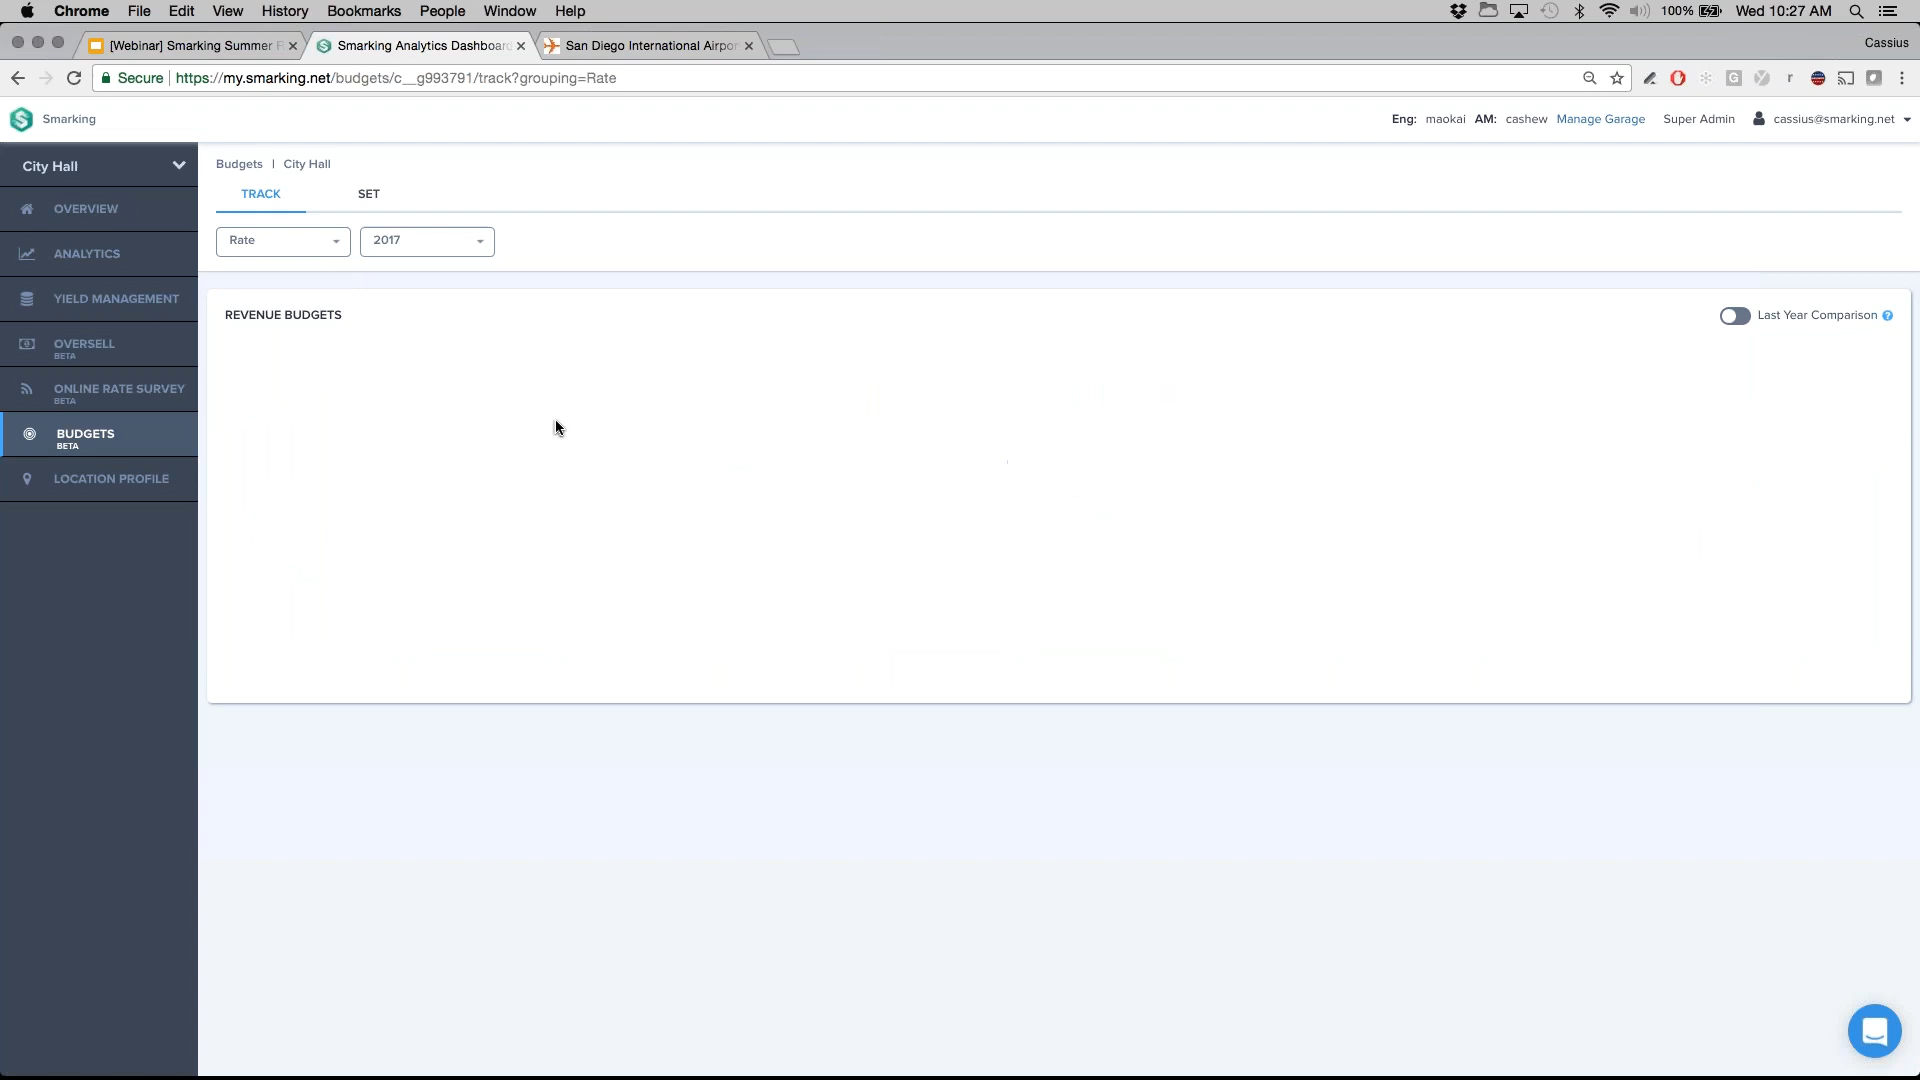 Chrome File Edit View History Bookmarks People Window Help 100% Wed 10:27 AM
[Webinar] Smarking Summer Smarking Analytics Dashboard San Diego International Airpor Cassius
Secure https://my.smarking.net/budgets/c__g993791/track?grouping=Rate
Smarking Eng: maokai AM: cashew Manage Garage Super Admin cassius@smarking.net
City Hall
Budgets | City Hall
TRACK SET
OVERVIEW
Rate 2017
ANALYTICS
YIELD MANAGEMENT
REVENUE BUDGETS Last Year Comparison ?
OVERSELL
BETA
ONLINE RATE SURVEY
BETA
BUDGETS
BETA
LOCATION PROFILE